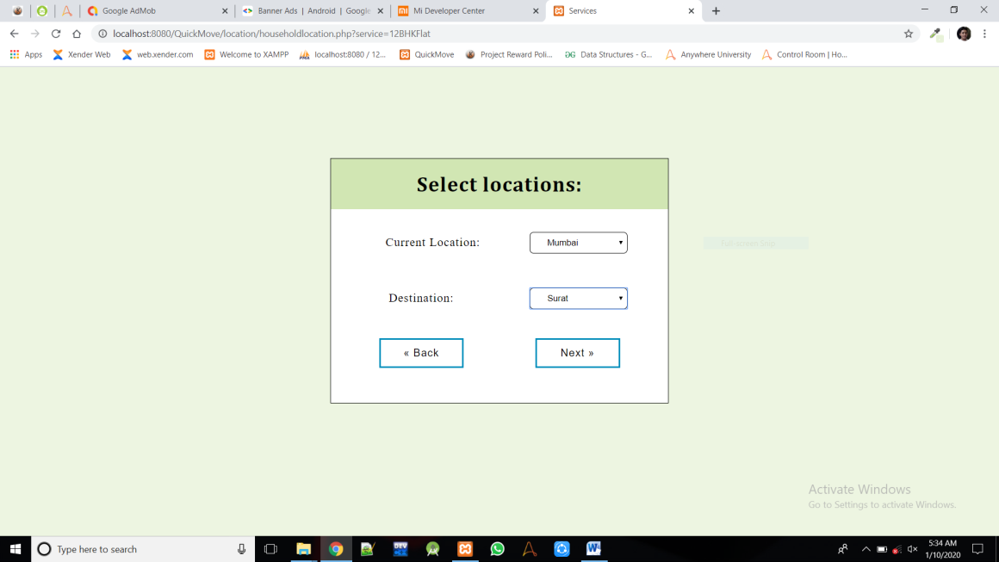 Google AdMob
Banner Ads | Android | Google
Mi Developer Center
Services
localhost:8080/QuickMove/location/householdlocation.php?service=12BHKFlat
Apps
Xender Web
web.xender.com
Welcome to XAMPP
localhost:8080 / 12...
QuickMove
Project Reward Poli...
Data Structures - G...
Anywhere University
Control Room | Ho...
Select locations:
Current Location:
Mumbai
Destination:
Surat
« Back
Next »
Activate Windows
Go to Settings to activate Windows.
Type here to search
DEV
W
5:34 AM
1/10/2020